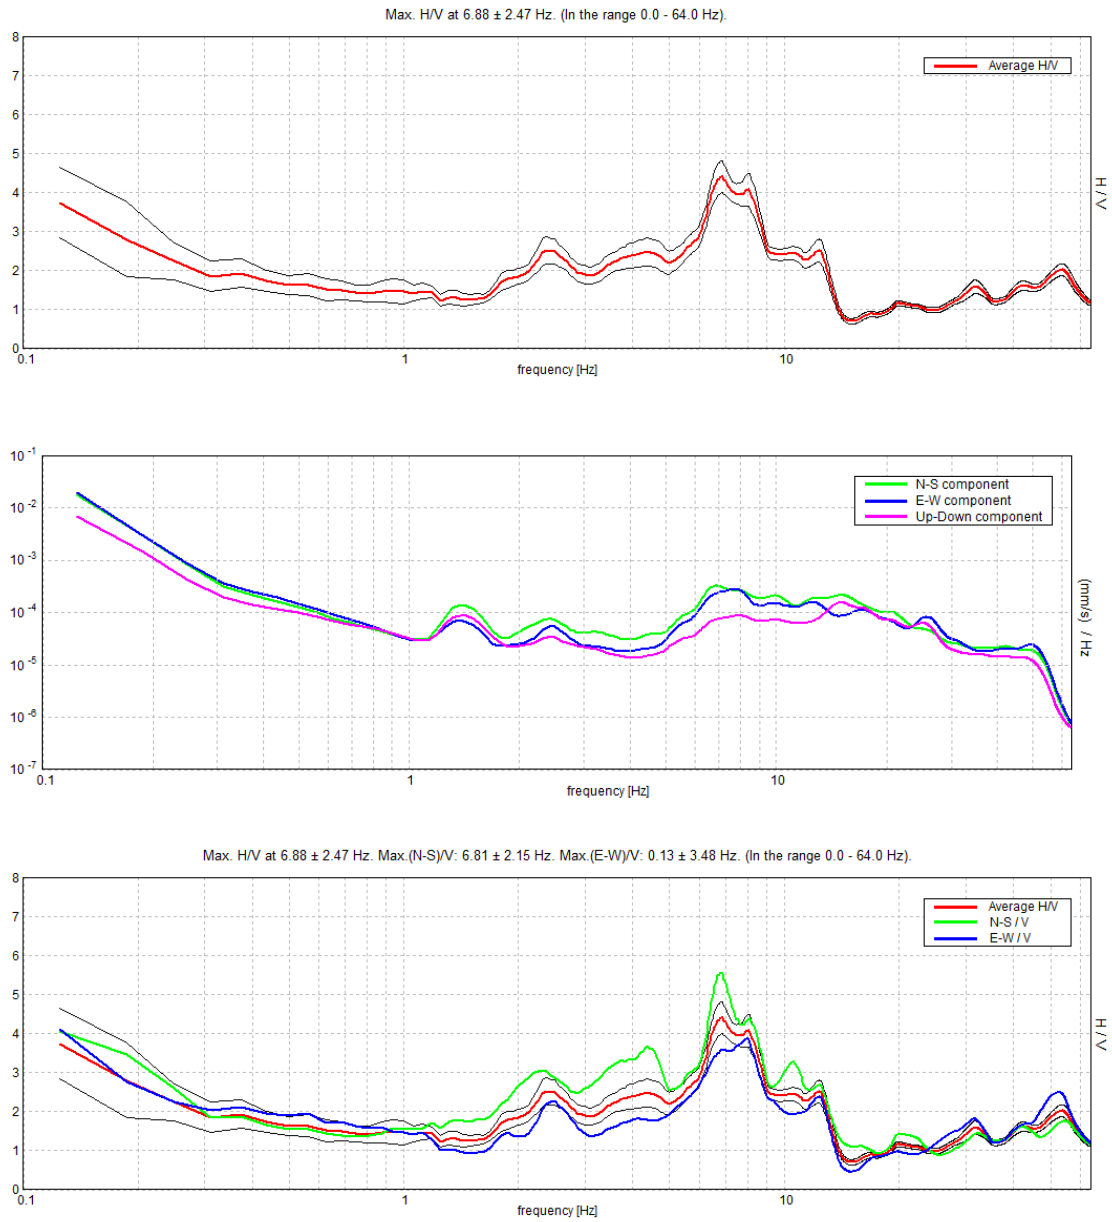 Max. H/V at 6.88 ± 2.47 Hz. (In the range 0.0 - 64.0 Hz).
8
7
6
5
4
3
2
1
0
Average H/V
H / V
0.1
1
10
frequency [Hz]
10 -1
10 -2
10 -3
10 -4
10 -5
10 -6
10 -7
N-S component
E-W component
Up-Down component
(mm/s) / Hz
0.1
1
10
frequency [Hz]
Max. H/V at 6.88 ± 2.47 Hz. Max.(N-S)/V: 6.81 ± 2.15 Hz. Max.(E-W)/V: 0.13 ± 3.48 Hz. (In the range 0.0 - 64.0 Hz).
8
7
6
5
4
3
2
1
0
Average H/V
N-S / V
E-W / V
H / V
0.1
1
10
frequency [Hz]